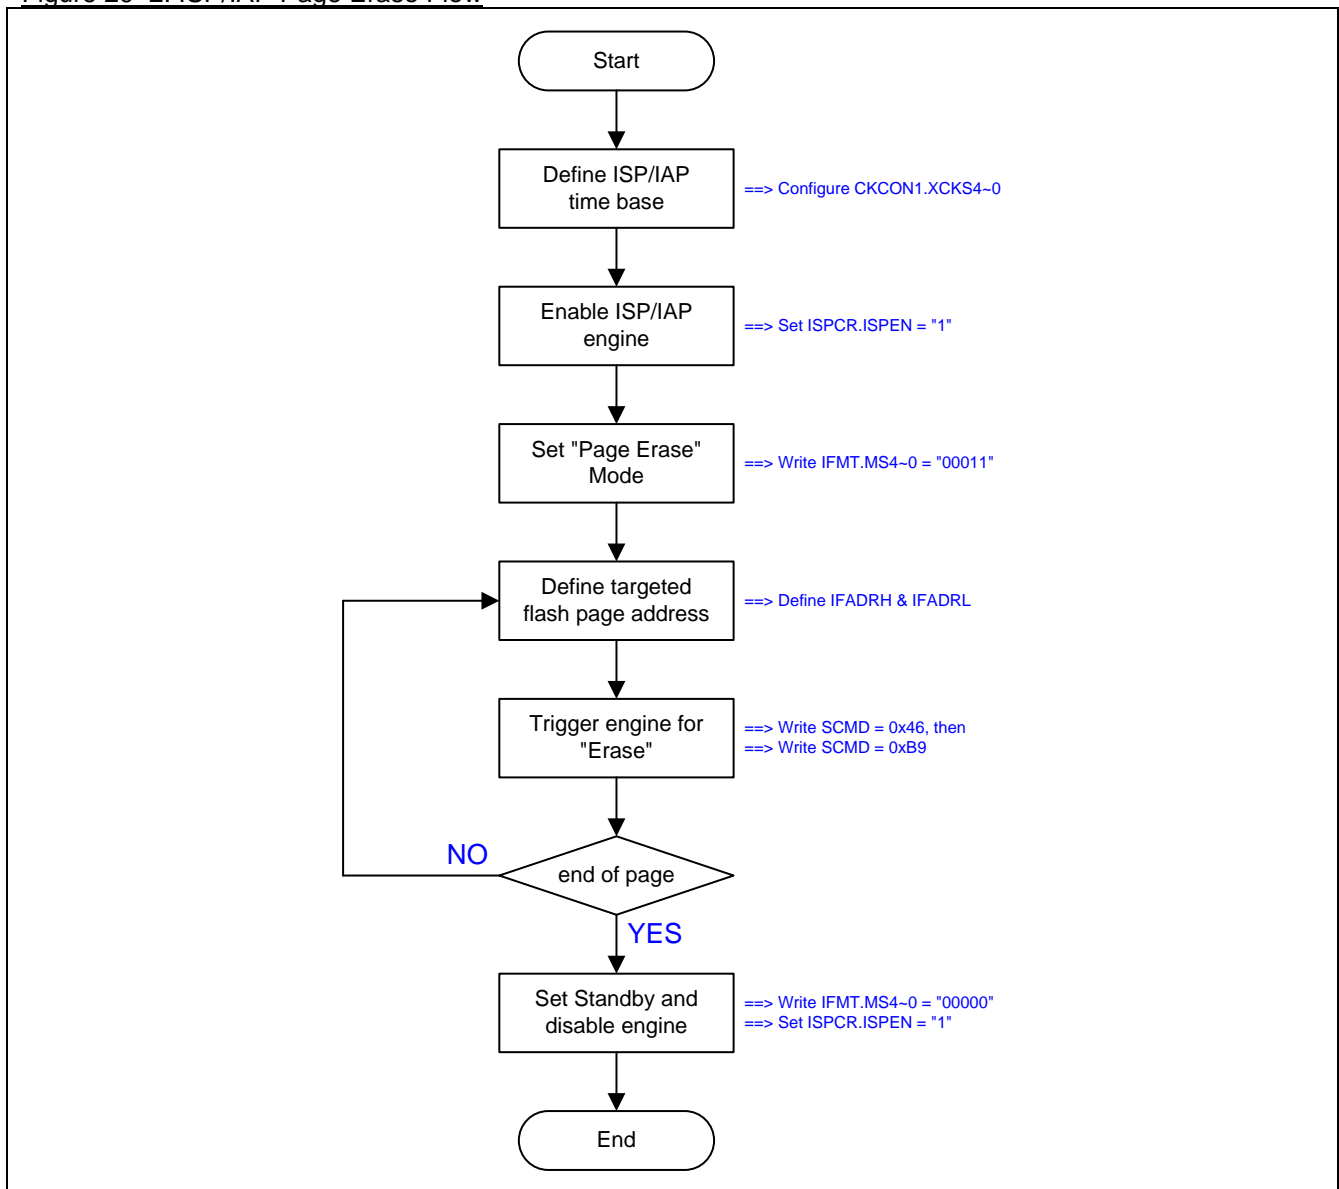 Start
Define ISP/IAP
time base
==> Configure CKCON1.XCKS4~0
Enable ISP/IAP
engine
==> Set ISPCR.ISPEN = "1"
Set "Page Erase"
Mode
==> Write IFMT.MS4~0 = "00011"
Define targeted
flash page address
==> Define IFADRH & IFADRL
Trigger engine for
"Erase"
==> Write SCMD = 0x46, then
==> Write SCMD = 0xB9
NO
end of page
YES
Set Standby and
disable engine
==> Write IFMT.MS4~0 = "00000"
==> Set ISPCR.ISPEN = "1"
End